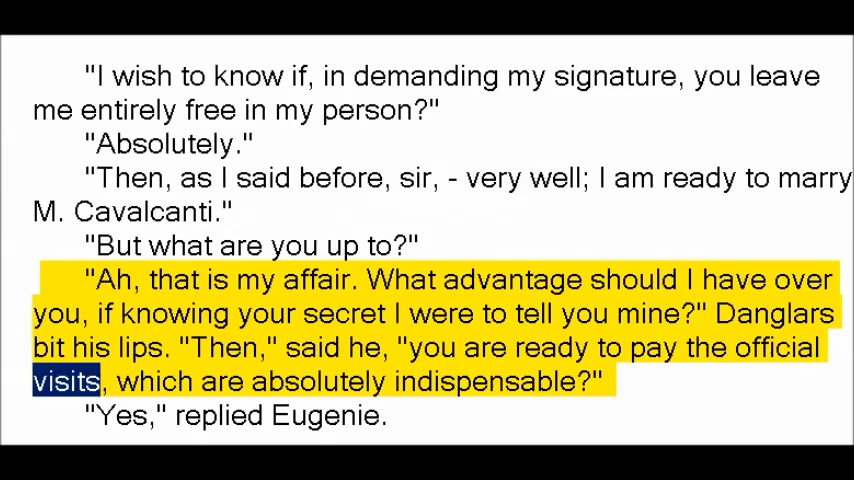 "I wish to know if, in demanding my signature, you leave
me entirely free in my person?"
"Absolutely."
"Then, as I said before, sir, - very well; I am ready to marry
M. Cavalcanti."
"But what are you up to?"
"Ah, that is my affair. What advantage should I have over
you, if knowing your secret I were to tell you mine?" Danglars
bit his lips. "Then," said he, "you are ready to pay the official
visits, which are absolutely indispensable?"
"Yes," replied Eugenie.